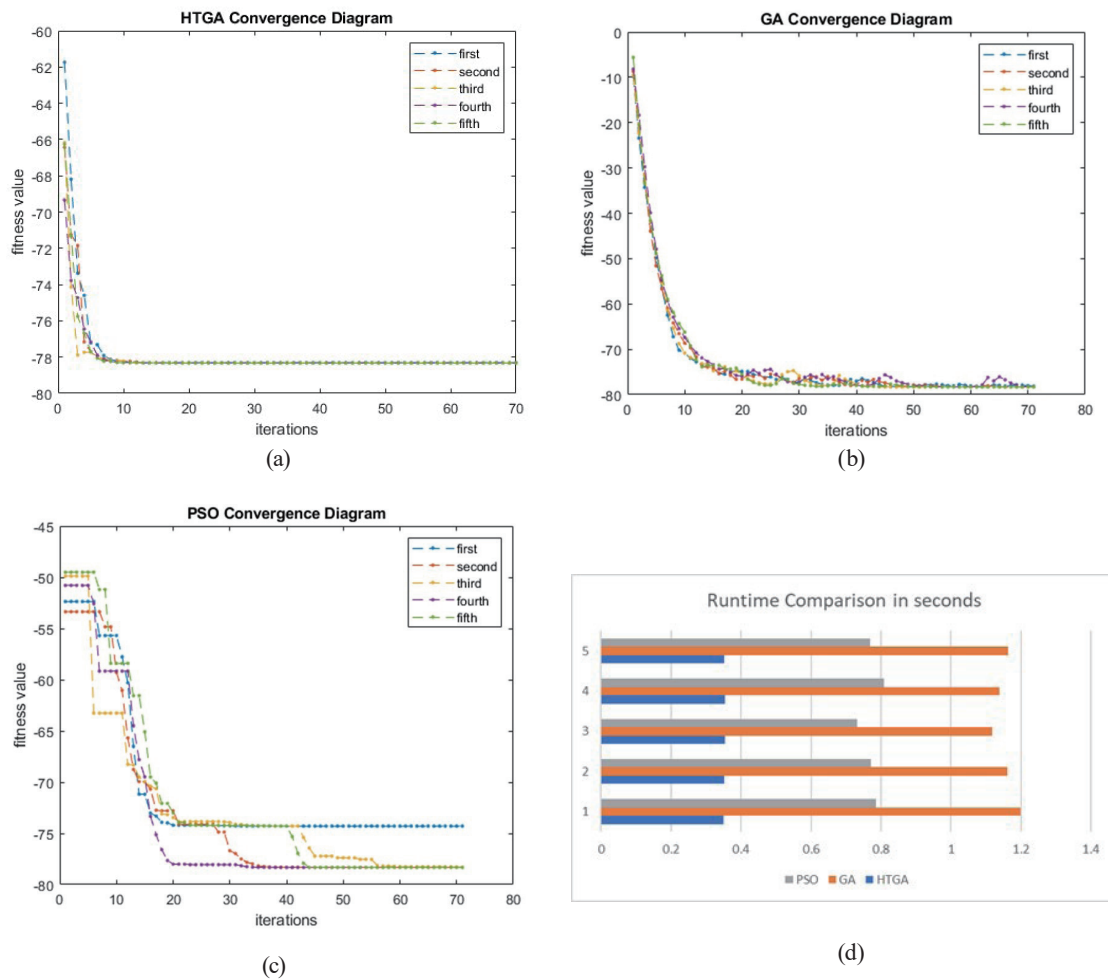 HTGA Convergence Diagram
-60
-62
-64
-66
-68
-70
-72
-74
-76
-78
-80
fitness value
0 10 20 30 40 50 60 70
iterations
first
second
third
fourth
fifth
(a)
GA Convergence Diagram
0
-10
-20
-30
-40
-50
-60
-70
-80
fitness value
0 10 20 30 40 50 60 70 80
iterations
first
second
third
fourth
fifth
(b)
PSO Convergence Diagram
-45
-50
-55
-60
-65
-70
-75
-80
fitness value
0 10 20 30 40 50 60 70 80
iterations
first
second
third
fourth
fifth
(c)
Runtime Comparison in seconds
5
4
3
2
1
0 0.2 0.4 0.6 0.8 1 1.2 1.4
PSO GA HTGA
(d)